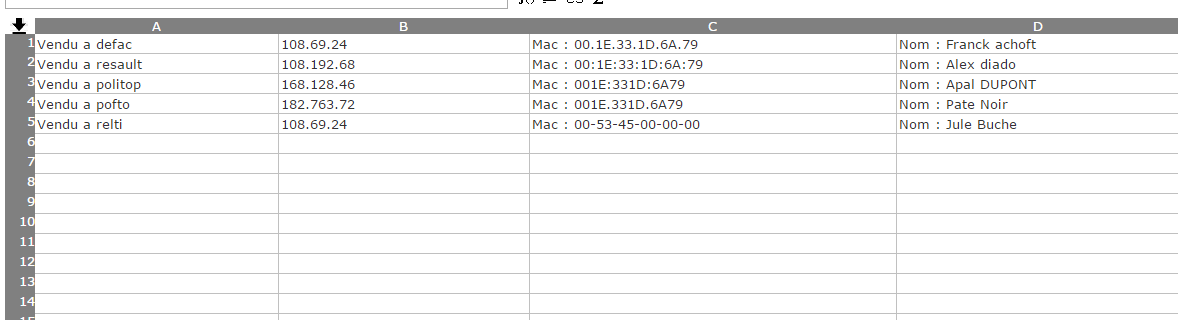 A B C D
1 Vendu a defac 108.69.24 Mac : 00.1E.33.1D.6A.79 Nom : Franck achoft
2 Vendu a resault 108.192.68 Mac : 00:1E:33:1D:6A:79 Nom : Alex diado
3 Vendu a politop 168.128.46 Mac : 001E:331D:6A79 Nom : Apal DUPONT
4 Vendu a pofto 182.763.72 Mac : 001E.331D.6A79 Nom : Pate Noir
5 Vendu a relti 108.69.24 Mac : 00-53-45-00-00-00 Nom : Jule Buche
6
7
8
9
10
11
12
13
14
15